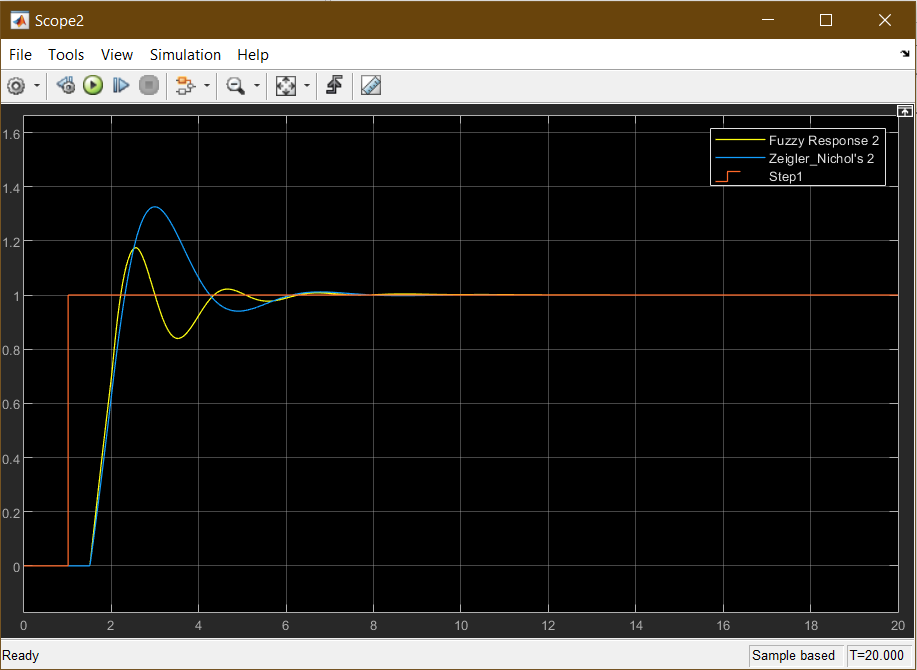 Scope2
File Tools View Simulation Help
Fuzzy Response 2
Zeigler_Nichol's 2
Step1
1.6
1.4
1.2
1
0.8
0.6
0.4
0.2
0
0 2 4 6 8 10 12 14 16 18 20
Ready
Sample based T=20.000